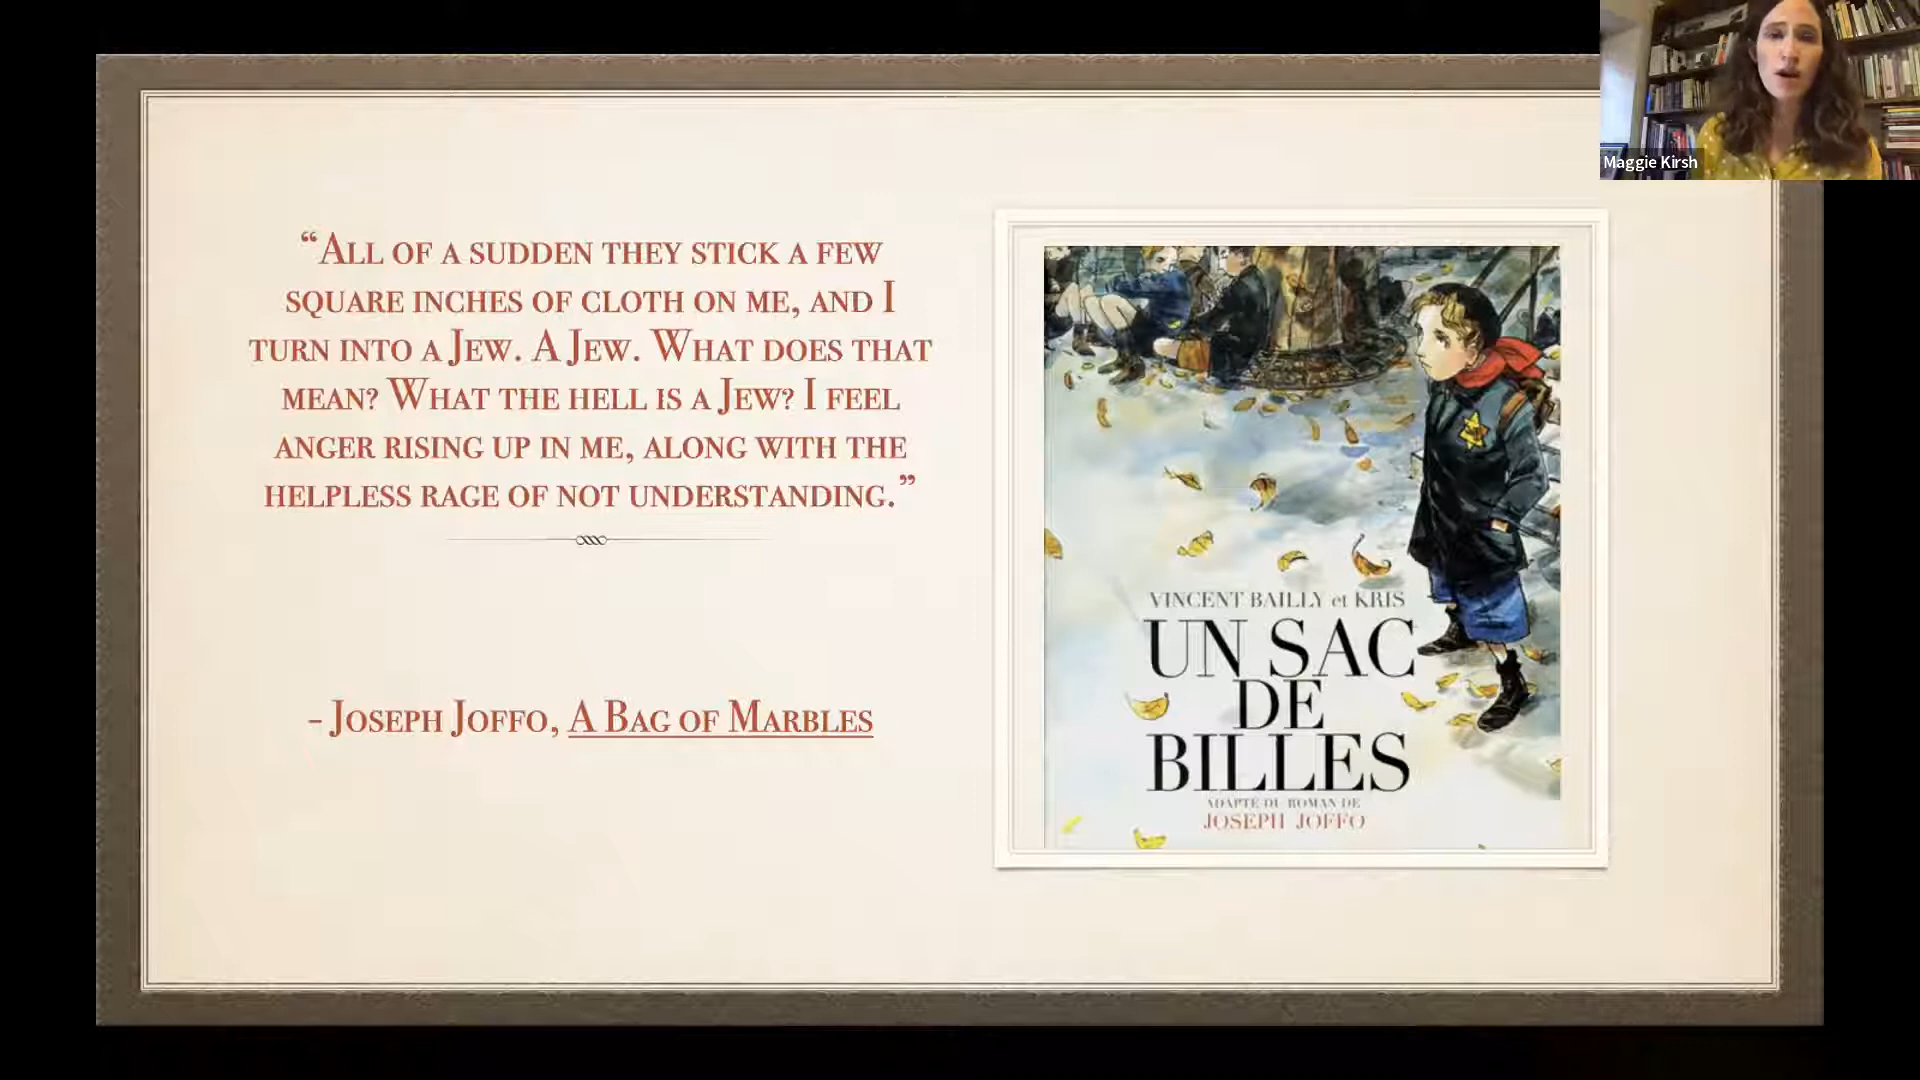 “All of a sudden they stick a few
square inches of cloth on me, and I
turn into a Jew. A Jew. What does that
mean? What the hell is a Jew? I feel
anger rising up in me, along with the
helpless rage of not understanding.”
- Joseph Joffo, A Bag of Marbles
VINCENT BAILLY et KRIS
UN SAC
DE
BILLES
ADAPTÉ DU ROMAN DE
JOSEPH JOFFO
Maggie Kirsh